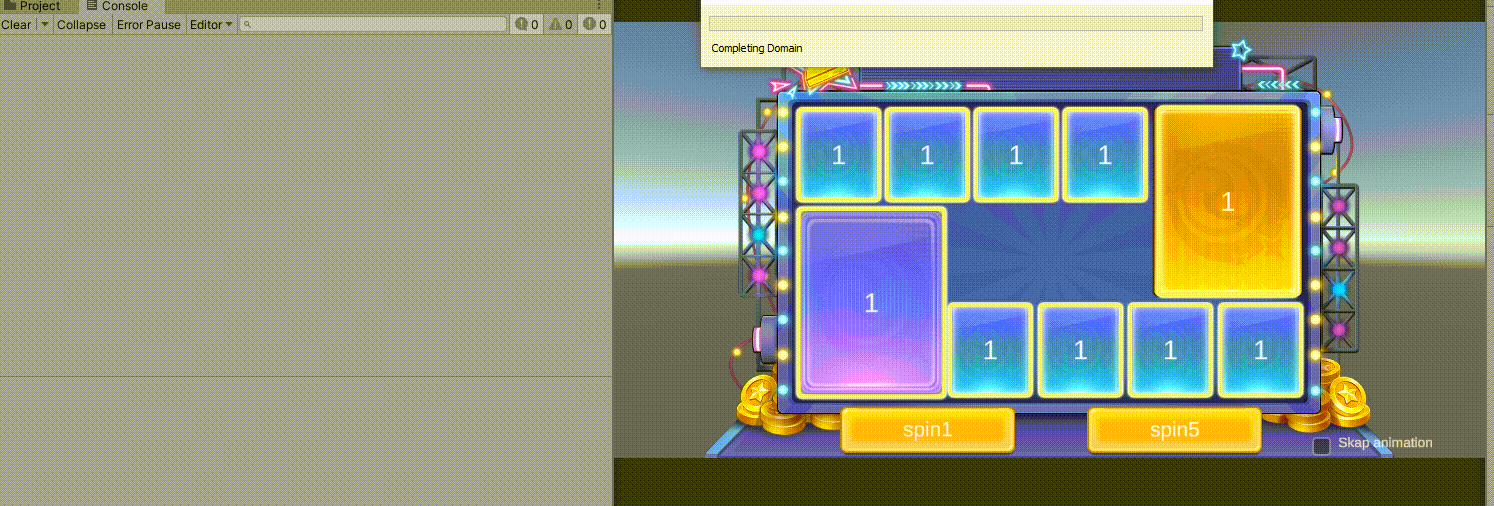 Project Console
Clear Collapse Error Pause Editor 0 0 0
Completing Domain
1 1 1 1 1
1
1 1 1 1
spin1 spin5
Skap animation